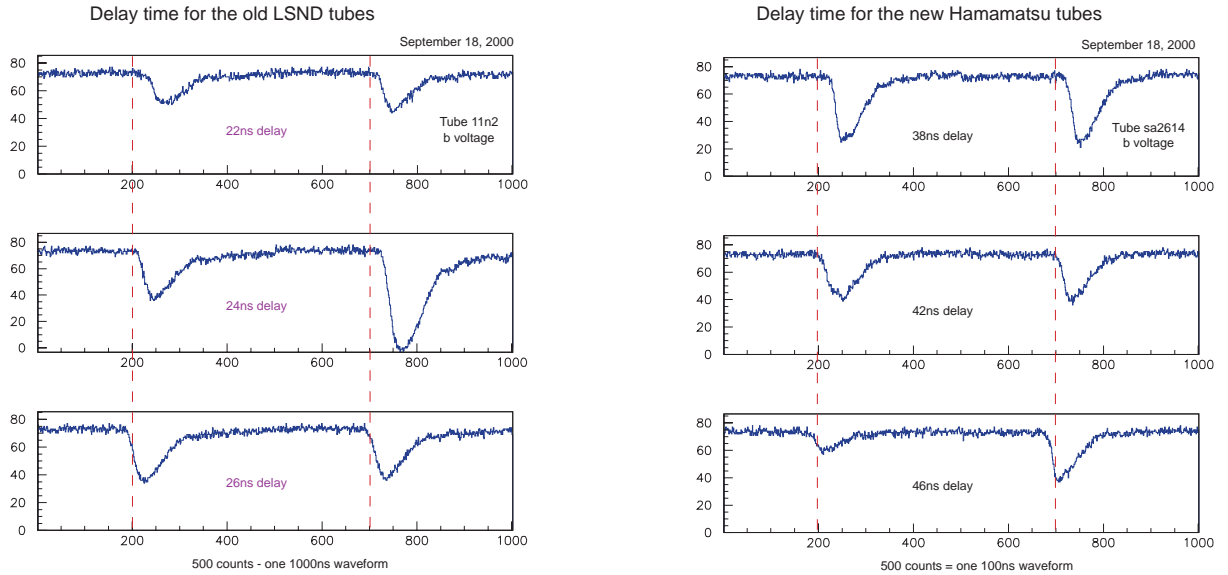 Delay time for the old LSND tubes
September 18, 2000
80
60
40
20
0
22ns delay
Tube 11n2
b voltage
200 400 600 800 1000
80
60
40
20
0
24ns delay
200 400 600 800 1000
80
60
40
20
0
26ns delay
200 400 600 800 1000
500 counts - one 1000ns waveform
Delay time for the new Hamamatsu tubes
September 18, 2000
80
60
40
20
0
38ns delay
Tube sa2614
b voltage
200 400 600 800 1000
80
60
40
20
0
42ns delay
200 400 600 800 1000
80
60
40
20
0
46ns delay
200 400 600 800 1000
500 counts = one 100ns waveform